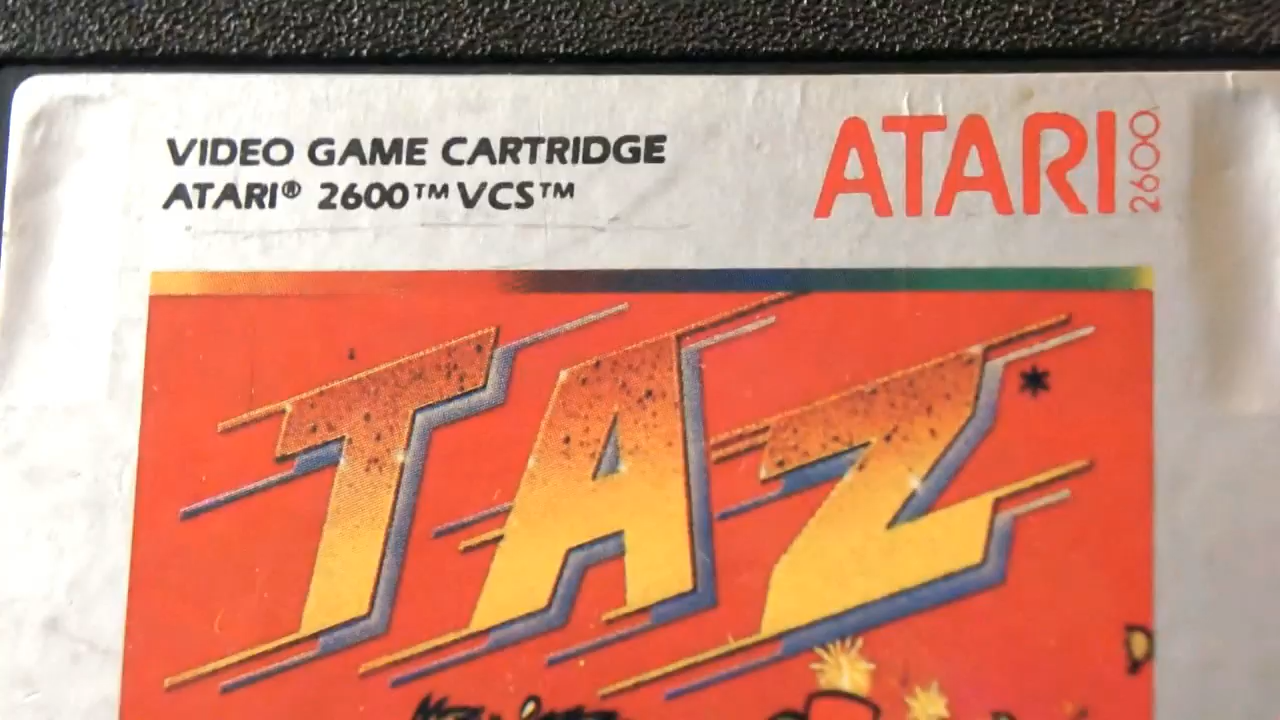 VIDEO GAME CARTRIDGE
ATARI® 2600™ VCS™
ATARI 2600
TAZ*